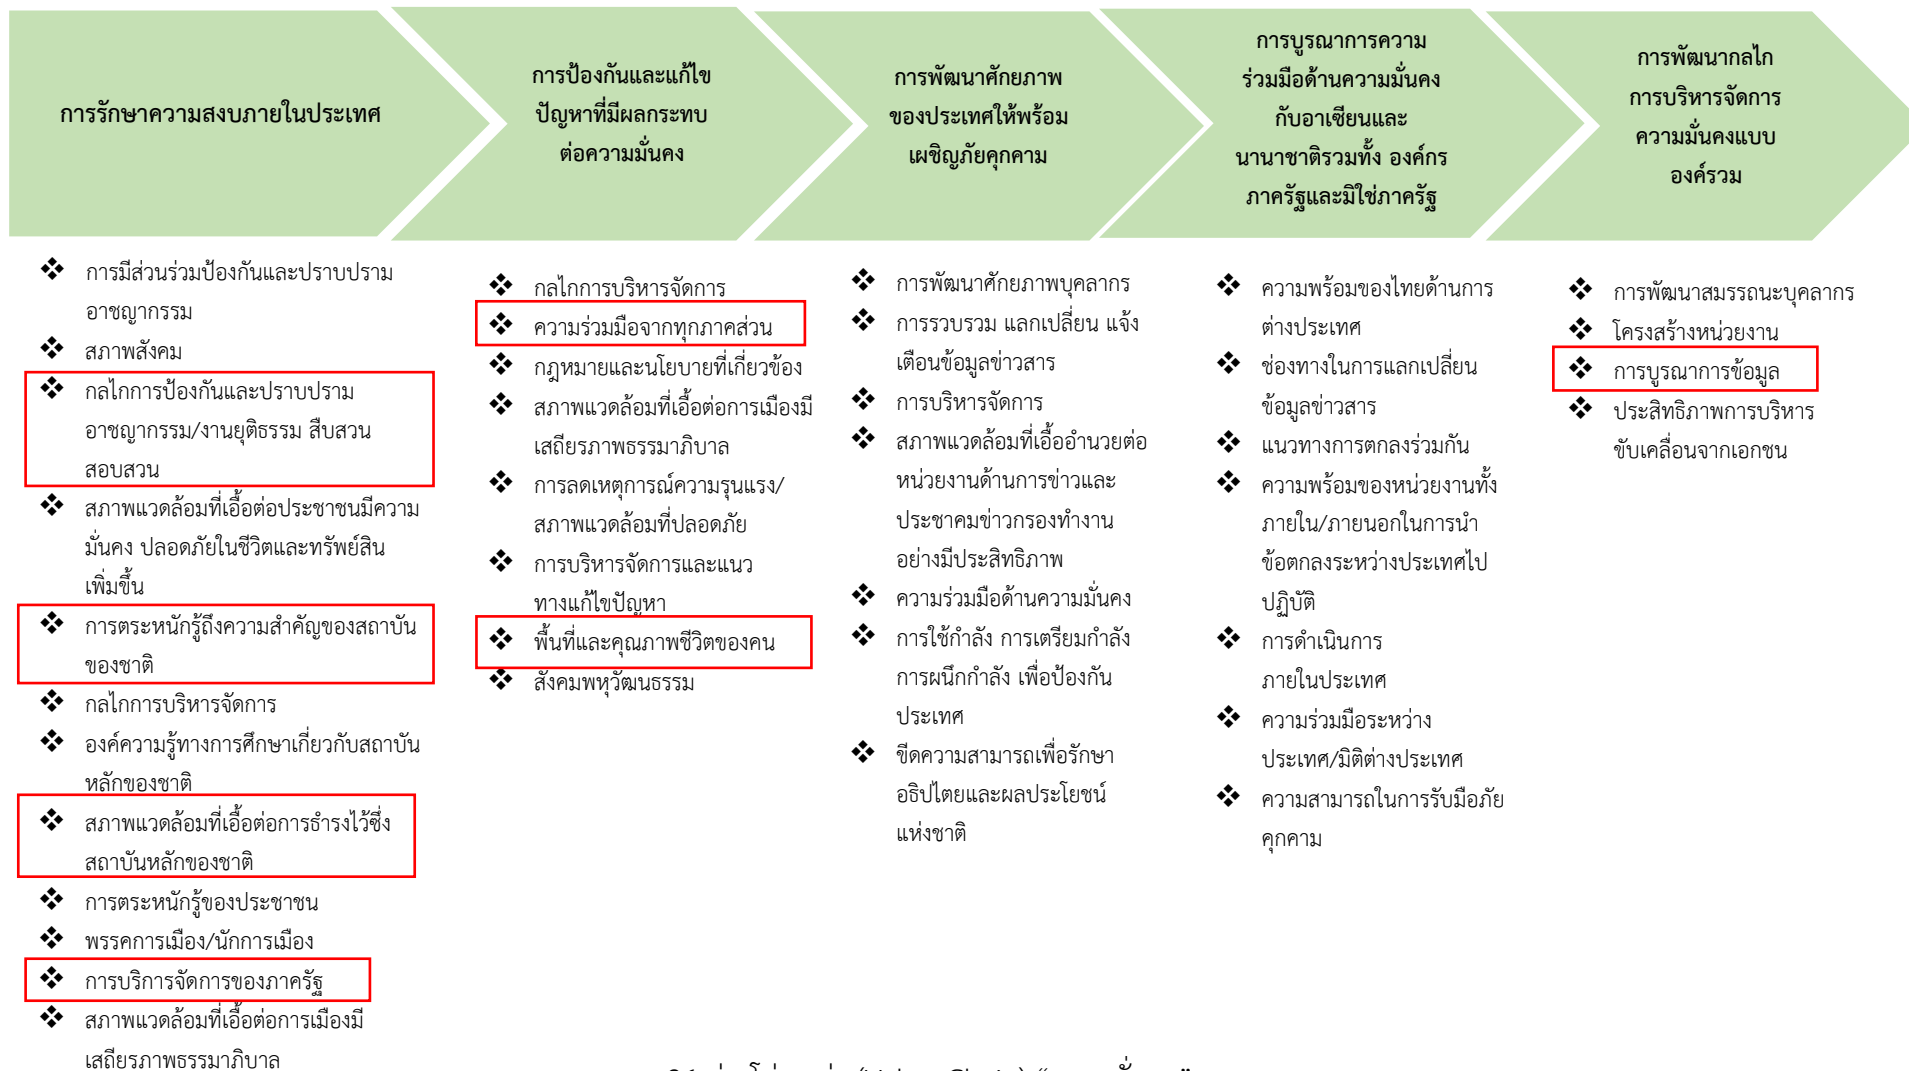 การรักษาความสงบภายในประเทศ
การป้องกันและแก้ไข
ปัญหาที่มีผลกระทบ
ต่อความมั่นคง
การพัฒนาศักยภาพ
ของประเทศให้พร้อม
เผชิญภัยคุกคาม
การบูรณาการความ
ร่วมมือด้านความมั่นคง
กับอาเซียนและ
นานาชาติรวมทั้ง องค์กร
ภาครัฐและมิใช่ภาครัฐ
การพัฒนากลไก
การบริหารจัดการ
ความมั่นคงแบบ
องค์รวม
❖ การมีส่วนร่วมป้องกันและปราบปราม
อาชญากรรม
❖ สภาพสังคม
❖ กลไกการป้องกันและปราบปราม
อาชญากรรม/งานยุติธรรม สืบสวน
สอบสวน
❖ สภาพแวดล้อมที่เอื้อต่อประชาชนมีความ
มั่นคง ปลอดภัยในชีวิตและทรัพย์สิน
เพิ่มขึ้น
❖ การตระหนักรู้ถึงความสำคัญของสถาบัน
ของชาติ
❖ กลไกการบริหารจัดการ
❖ องค์ความรู้ทางการศึกษาเกี่ยวกับสถาบัน
หลักของชาติ
❖ สภาพแวดล้อมที่เอื้อต่อการธำรงไว้ซึ่ง
สถาบันหลักของชาติ
❖ การตระหนักรู้ของประชาชน
❖ พรรคการเมือง/นักการเมือง
❖ การบริการจัดการของภาครัฐ
❖ สภาพแวดล้อมที่เอื้อต่อการเมืองมี
เสถียรภาพธรรมาภิบาล
❖ กลไกการบริหารจัดการ
❖ ความร่วมมือจากทุกภาคส่วน
❖ กฎหมายและนโยบายที่เกี่ยวข้อง
❖ สภาพแวดล้อมที่เอื้อต่อการเมืองมี
เสถียรภาพธรรมาภิบาล
❖ การลดเหตุการณ์ความรุนแรง/
สภาพแวดล้อมที่ปลอดภัย
❖ การบริหารจัดการและแนว
ทางแก้ไขปัญหา
❖ พื้นที่และคุณภาพชีวิตของคน
❖ สังคมพหุวัฒนธรรม
❖ การพัฒนาศักยภาพบุคลากร
❖ การรวบรวม แลกเปลี่ยน แจ้ง
เตือนข้อมูลข่าวสาร
❖ การบริหารจัดการ
❖ สภาพแวดล้อมที่เอื้ออำนวยต่อ
หน่วยงานด้านการข่าวและ
ประชาคมข่าวกรองทำงาน
อย่างมีประสิทธิภาพ
❖ ความร่วมมือด้านความมั่นคง
❖ การใช้กำลัง การเตรียมกำลัง
การผนึกกำลัง เพื่อป้องกัน
ประเทศ
❖ ขีดความสามารถเพื่อรักษา
อธิปไตยและผลประโยชน์
แห่งชาติ
❖ ความพร้อมของไทยด้านการ
ต่างประเทศ
❖ ช่องทางในการแลกเปลี่ยน
ข้อมูลข่าวสาร
❖ แนวทางการตกลงร่วมกัน
❖ ความพร้อมของหน่วยงานทั้ง
ภายใน/ภายนอกในการนำ
ข้อตกลงระหว่างประเทศไป
ปฏิบัติ
❖ การดำเนินการ
ภายในประเทศ
❖ ความร่วมมือระหว่าง
ประเทศ/มิติต่างประเทศ
❖ ความสามารถในการรับมือภัย
คุกคาม
❖ การพัฒนาสมรรถนะบุคลากร
❖ โครงสร้างหน่วยงาน
❖ การบูรณาการข้อมูล
❖ ประสิทธิภาพการบริหาร
ขับเคลื่อนจากเอกชน